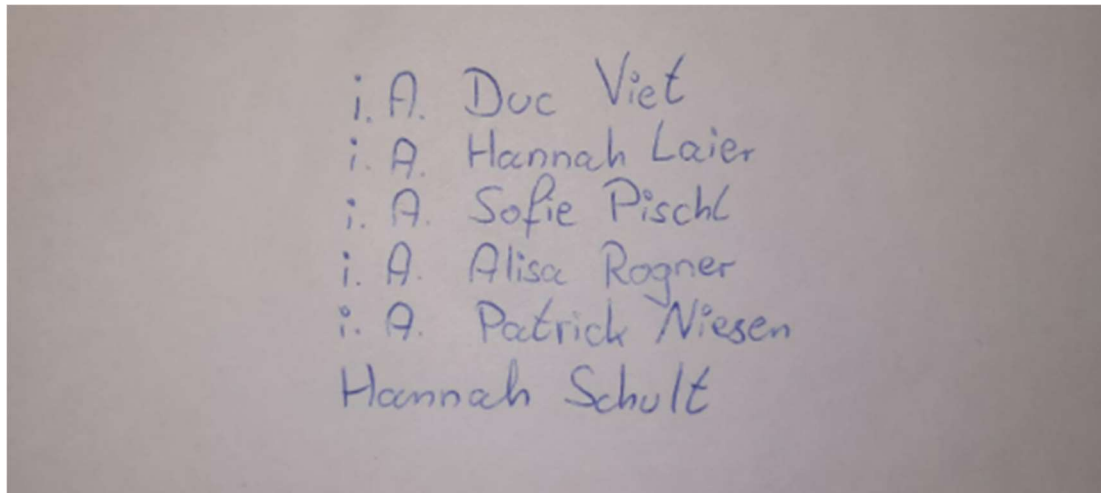 i. A. Duc Viet
i. A. Hannah Laier
i. A. Sofie Pischl
i. A. Alisa Rogner
i. A. Patrick Niesen
Hannah Schult